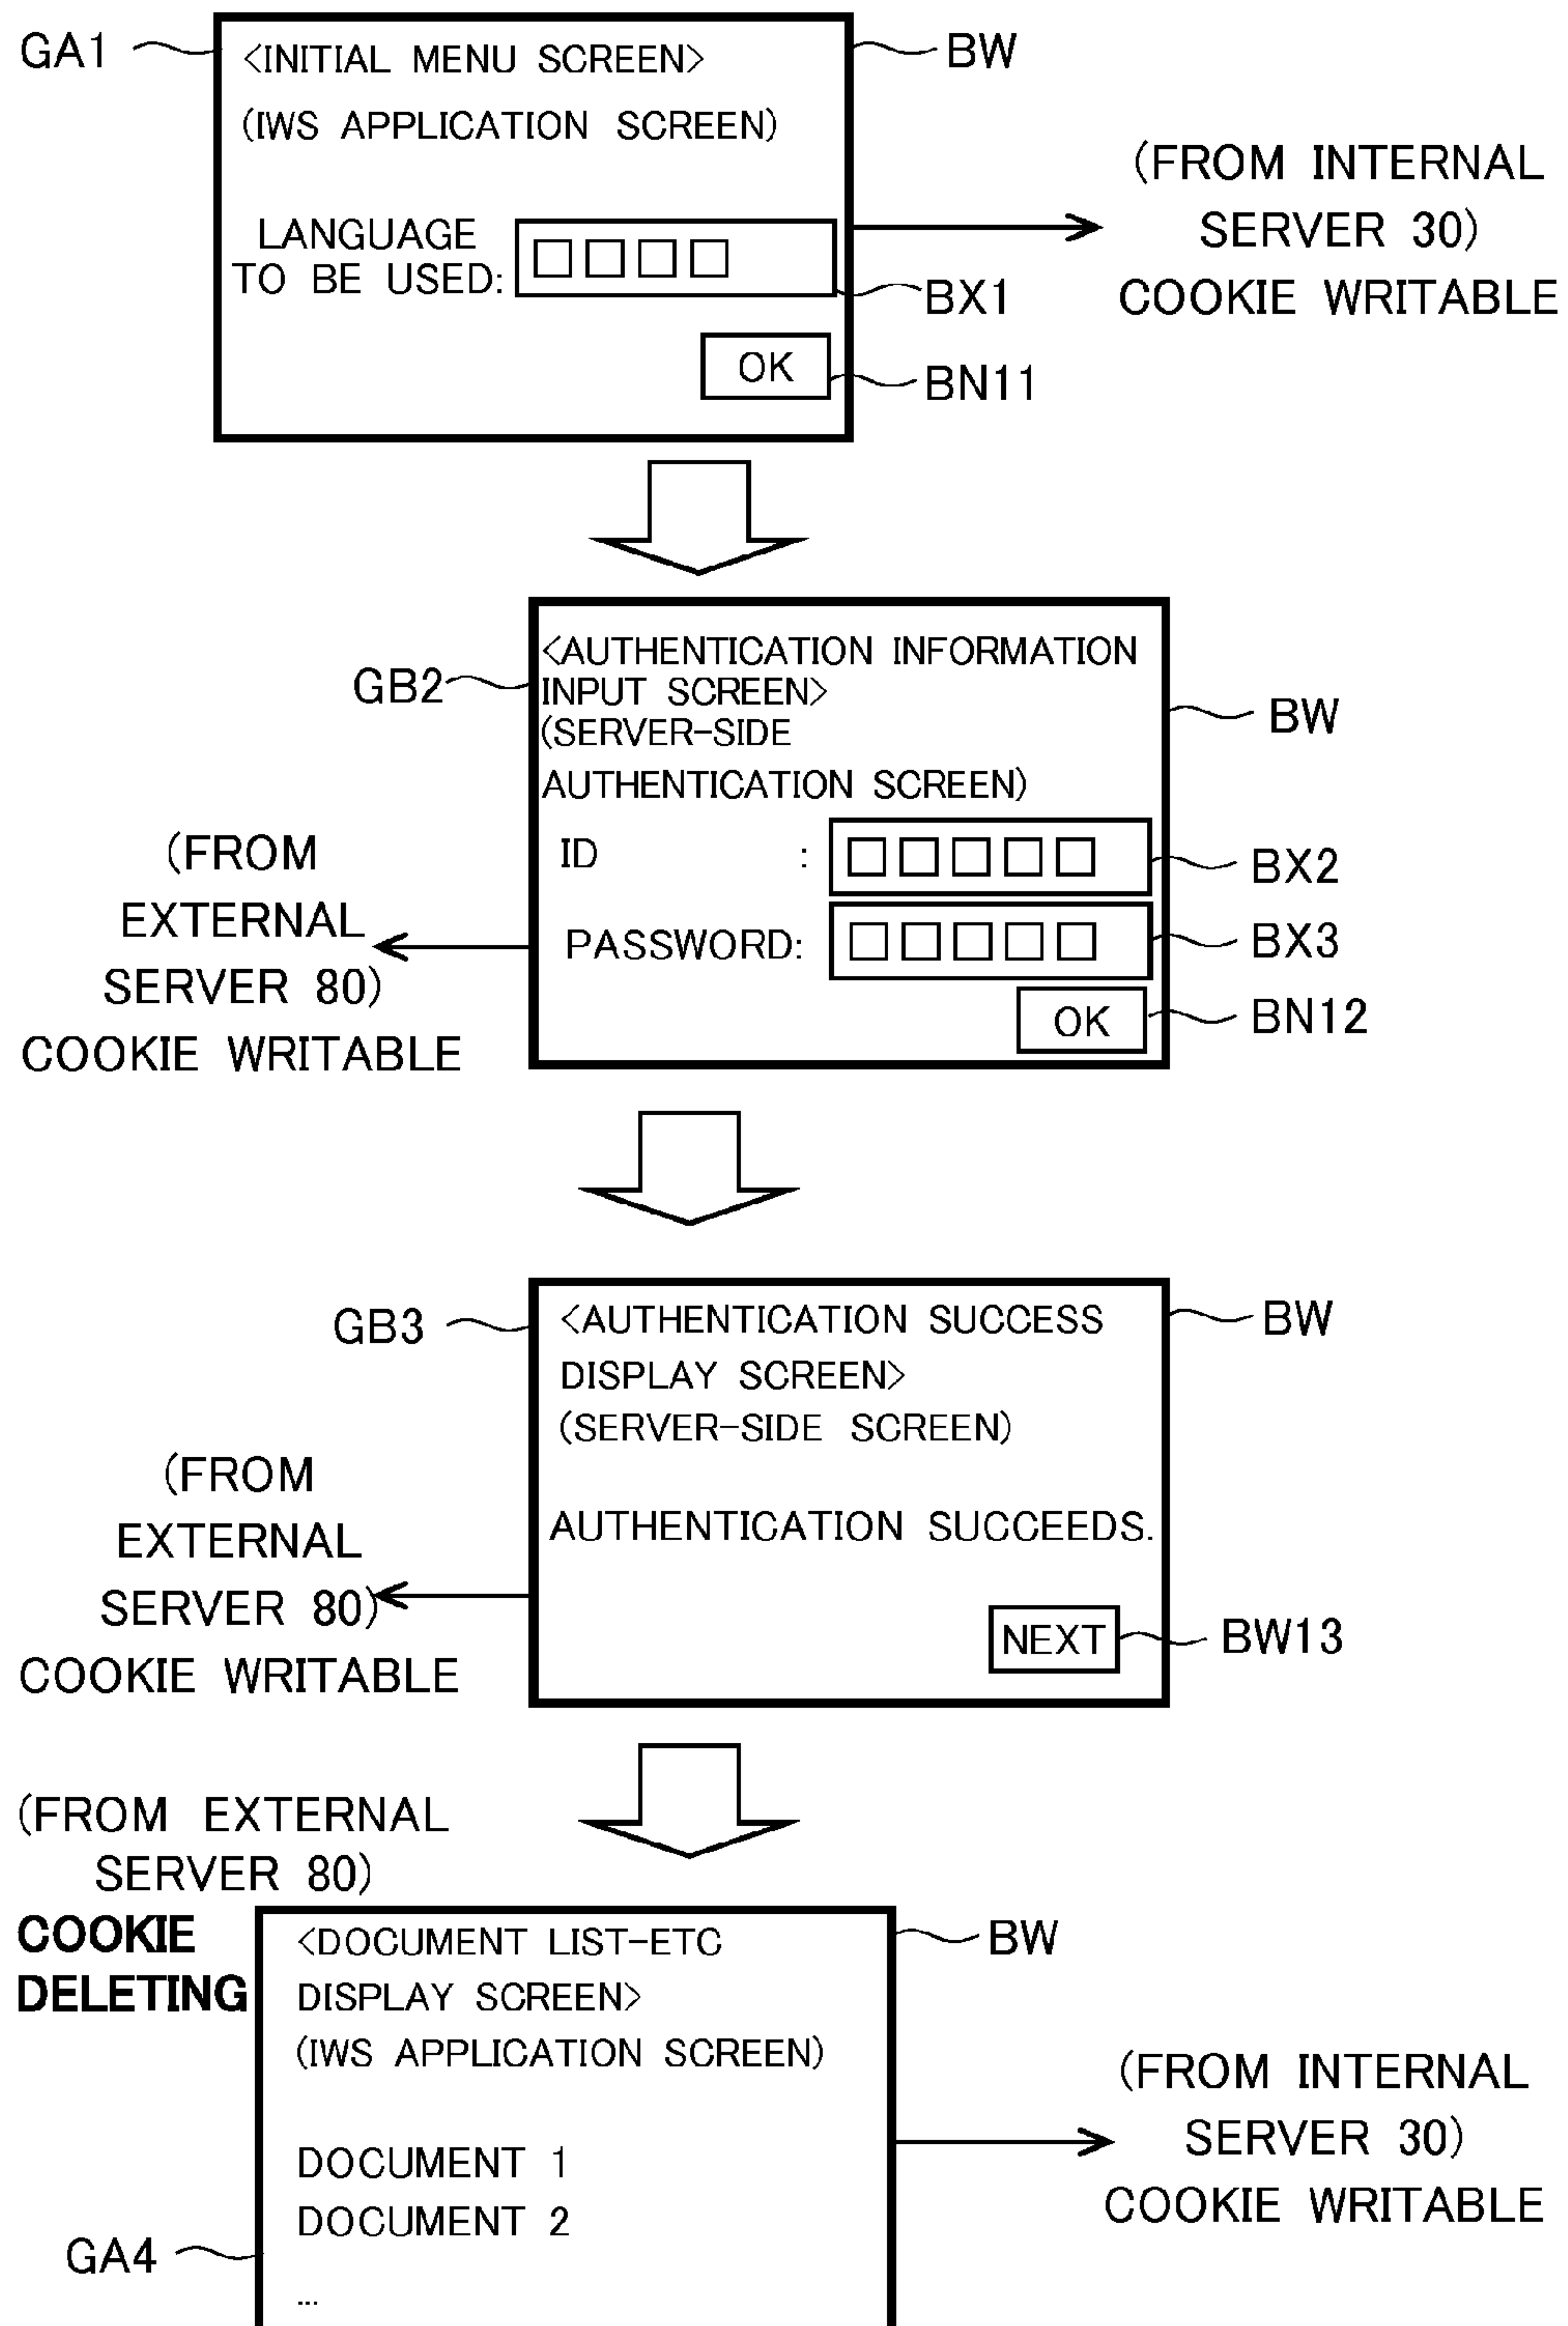 GA1
<INITIAL MENU SCREEN>
BW
(IWS APPLICATION SCREEN)
(FROM INTERNAL
SERVER 30)
COOKIE WRITABLE
LANGUAGE
TO BE USED:
□□□□
BX1
OK
BN11
<AUTHENTICATION INFORMATION
INPUT SCREEN>
(SERVER-SIDE
AUTHENTICATION SCREEN)
GB2
BW
(FROM
EXTERNAL
SERVER 80)
COOKIE WRITABLE
ID : □□□□□
BX2
PASSWORD: □□□□□
BX3
OK
BN12
GB3
<AUTHENTICATION SUCCESS
DISPLAY SCREEN>
(SERVER-SIDE SCREEN)
BW
(FROM
EXTERNAL
SERVER 80)
COOKIE WRITABLE
AUTHENTICATION SUCCEEDS.
NEXT
BW13
(FROM EXTERNAL
SERVER 80)
COOKIE
DELETING
<DOCUMENT LIST-ETC
DISPLAY SCREEN>
(IWS APPLICATION SCREEN)
BW
DOCUMENT 1
DOCUMENT 2
...
GA4
(FROM INTERNAL
SERVER 30)
COOKIE WRITABLE